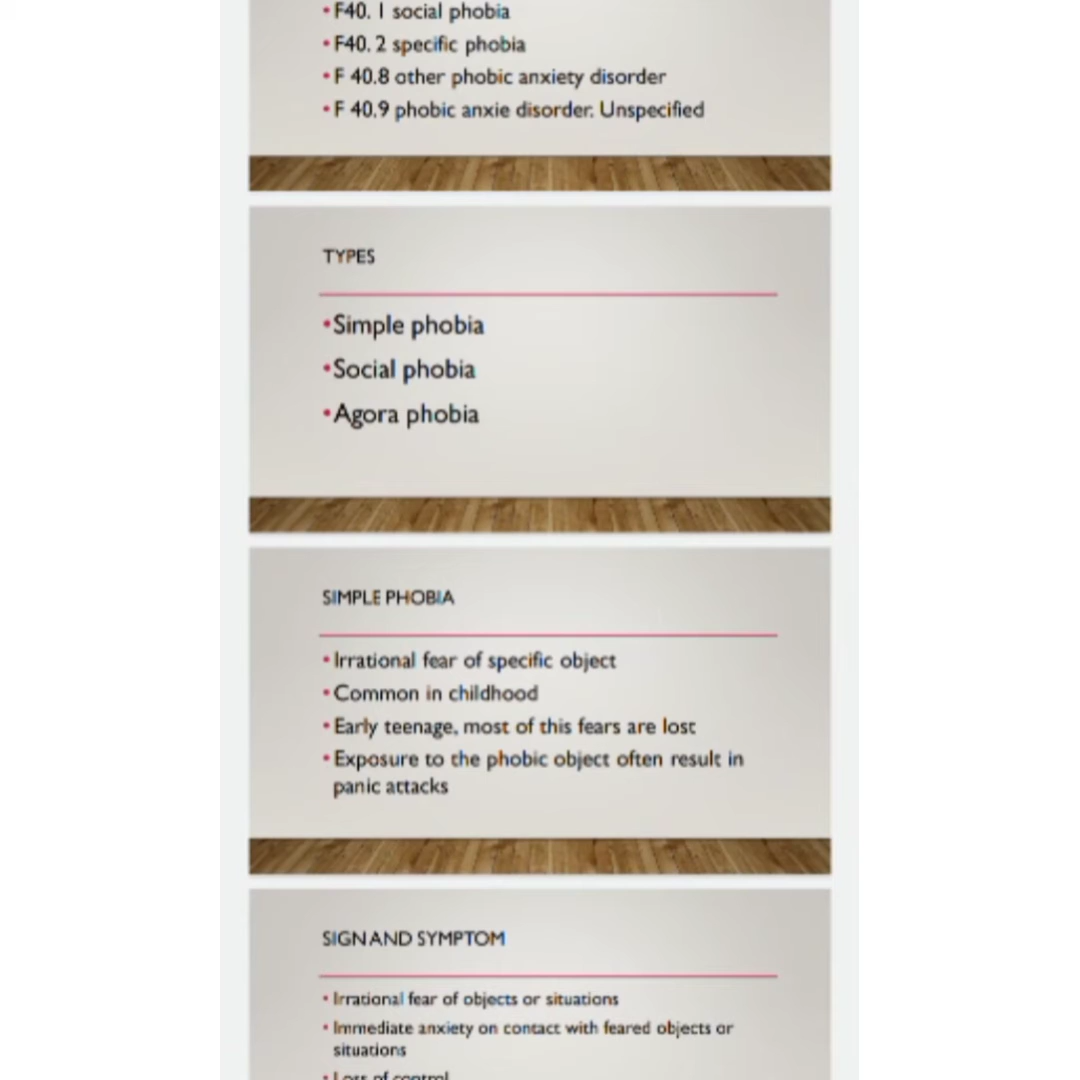 •F40. 1 social phobia
•F40. 2 specific phobia
•F 40.8 other phobic anxiety disorder
•F 40.9 phobic anxie disorder. Unspecified
TYPES
•Simple phobia
•Social phobia
•Agora phobia
SIMPLE PHOBIA
•Irrational fear of specific object
•Common in childhood
•Early teenage, most of this fears are lost
•Exposure to the phobic object often result in
panic attacks
SIGN AND SYMPTOM
•Irrational fear of objects or situations
•Immediate anxiety on contact with feared objects or
situations
•Loss of control